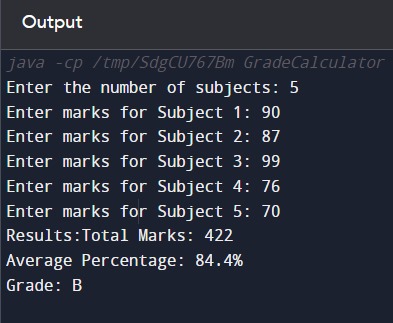 Output
java -cp /tmp/SdgCU767Bm GradeCalculator
Enter the number of subjects: 5
Enter marks for Subject 1: 90
Enter marks for Subject 2: 87
Enter marks for Subject 3: 99
Enter marks for Subject 4: 76
Enter marks for Subject 5: 70
Results:Total Marks: 422
Average Percentage: 84.4%
Grade: B